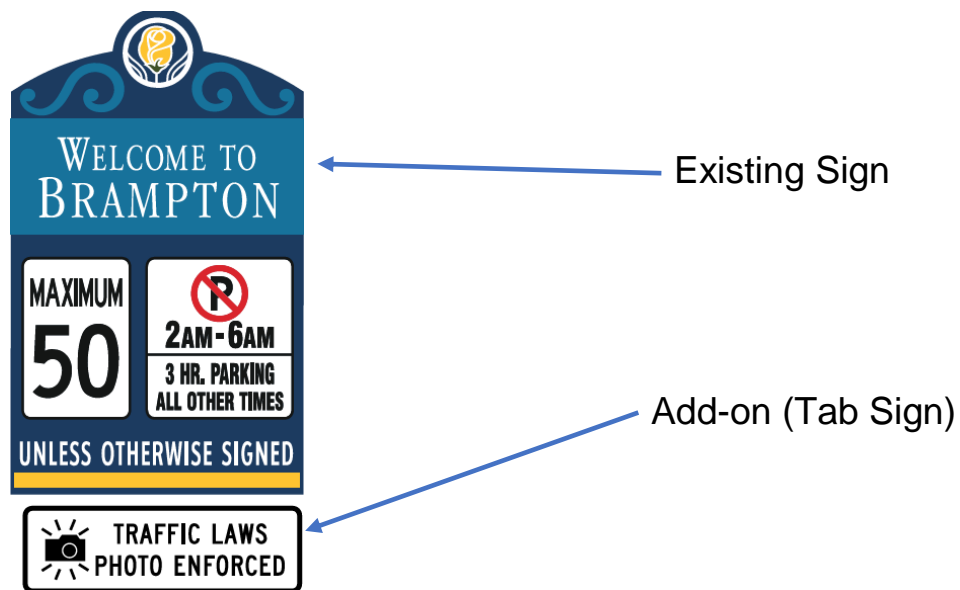 WELCOME TO
BRAMPTON
Existing Sign
MAXIMUM
50
P
2AM-6AM
3 HR. PARKING
ALL OTHER TIMES
UNLESS OTHERWISE SIGNED
Add-on (Tab Sign)
TRAFFIC LAWS
PHOTO ENFORCED